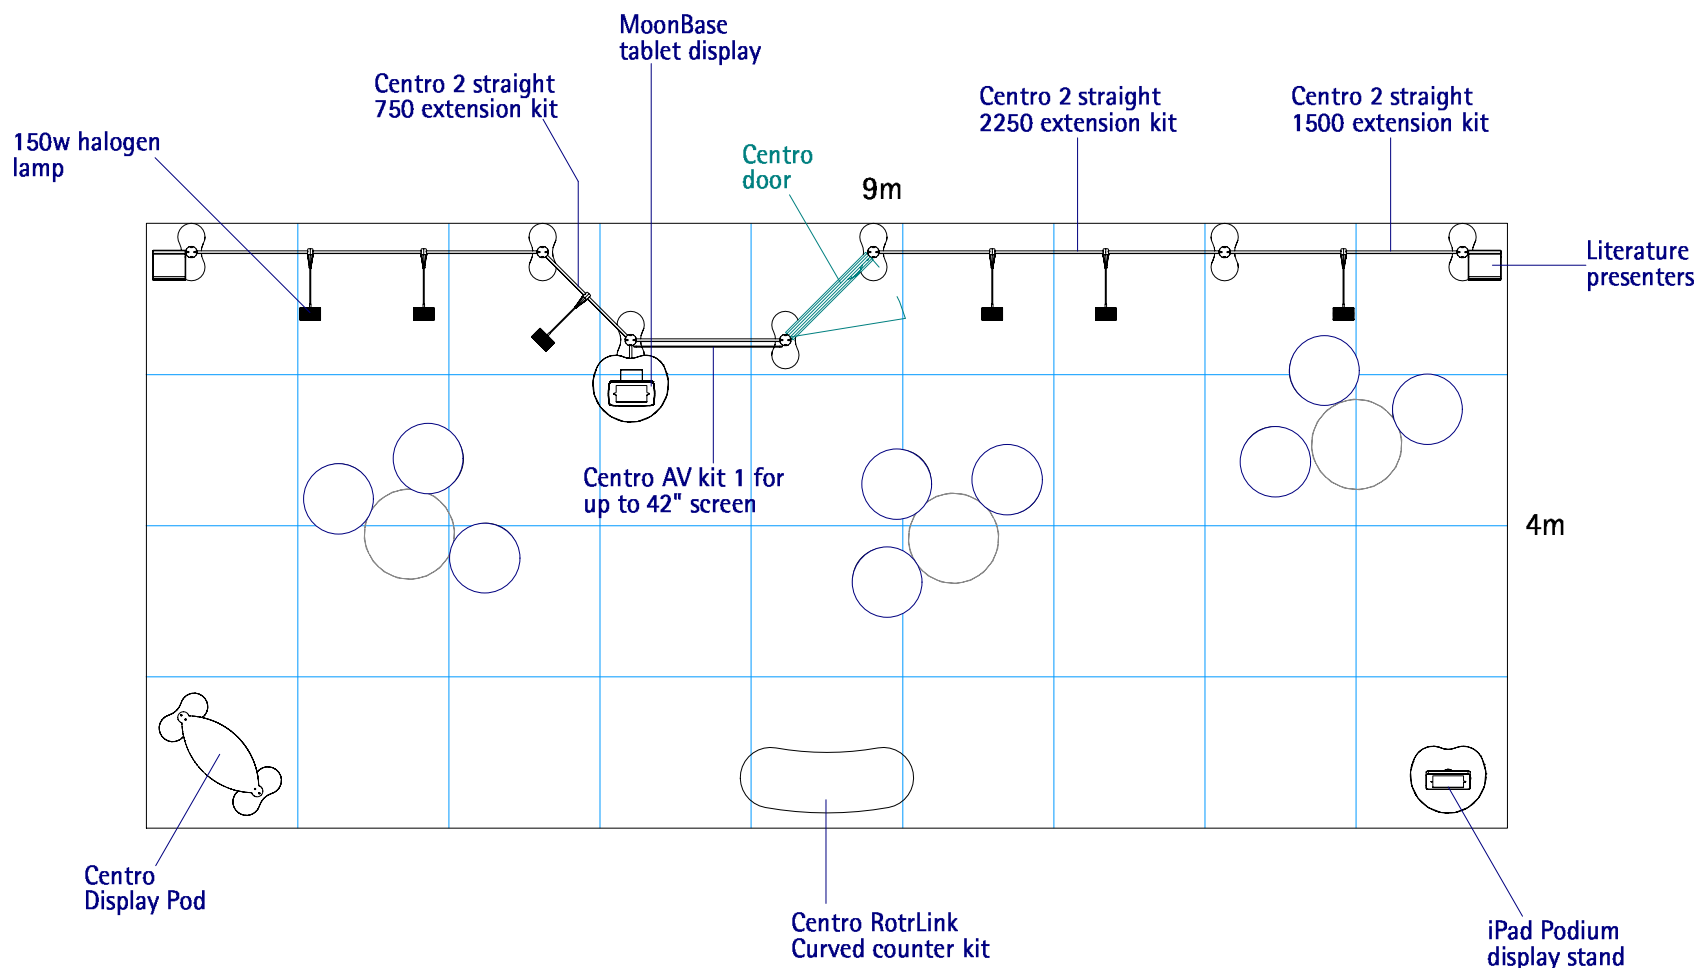 MoonBase
tablet display
Centro 2 straight
750 extension kit
Centro 2 straight
2250 extension kit
Centro 2 straight
1500 extension kit
150w halogen
lamp
Centro
door
9m
Literature
presenters
Centro AV kit 1 for
up to 42" screen
4m
Centro
Display Pod
Centro RotrLink
Curved counter kit
iPad Podium
display stand